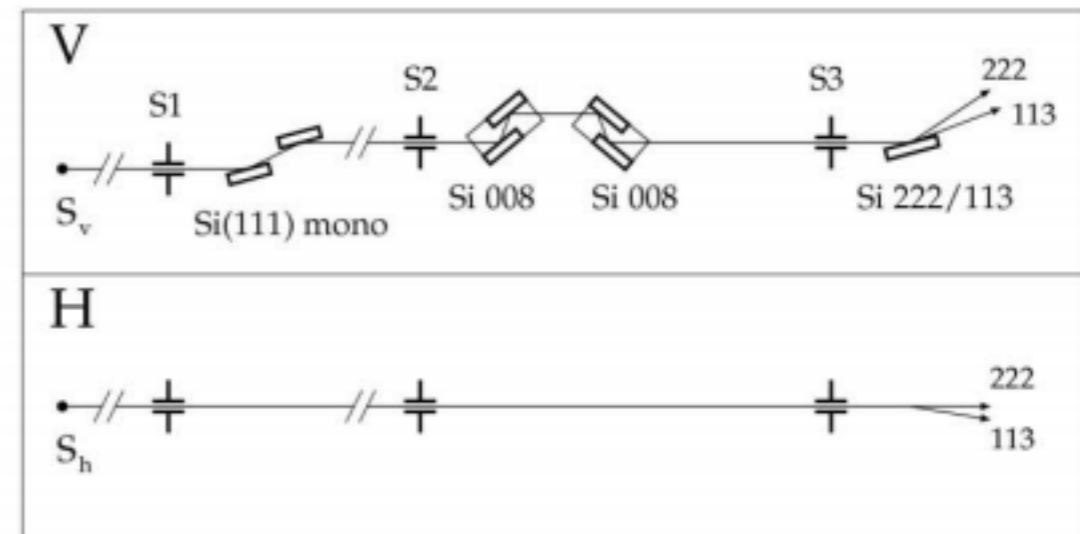 V
S1
S2
S3
222
113
Sv
Si(111) mono
Si 008
Si 008
Si 222/113
H
222
113
Sh